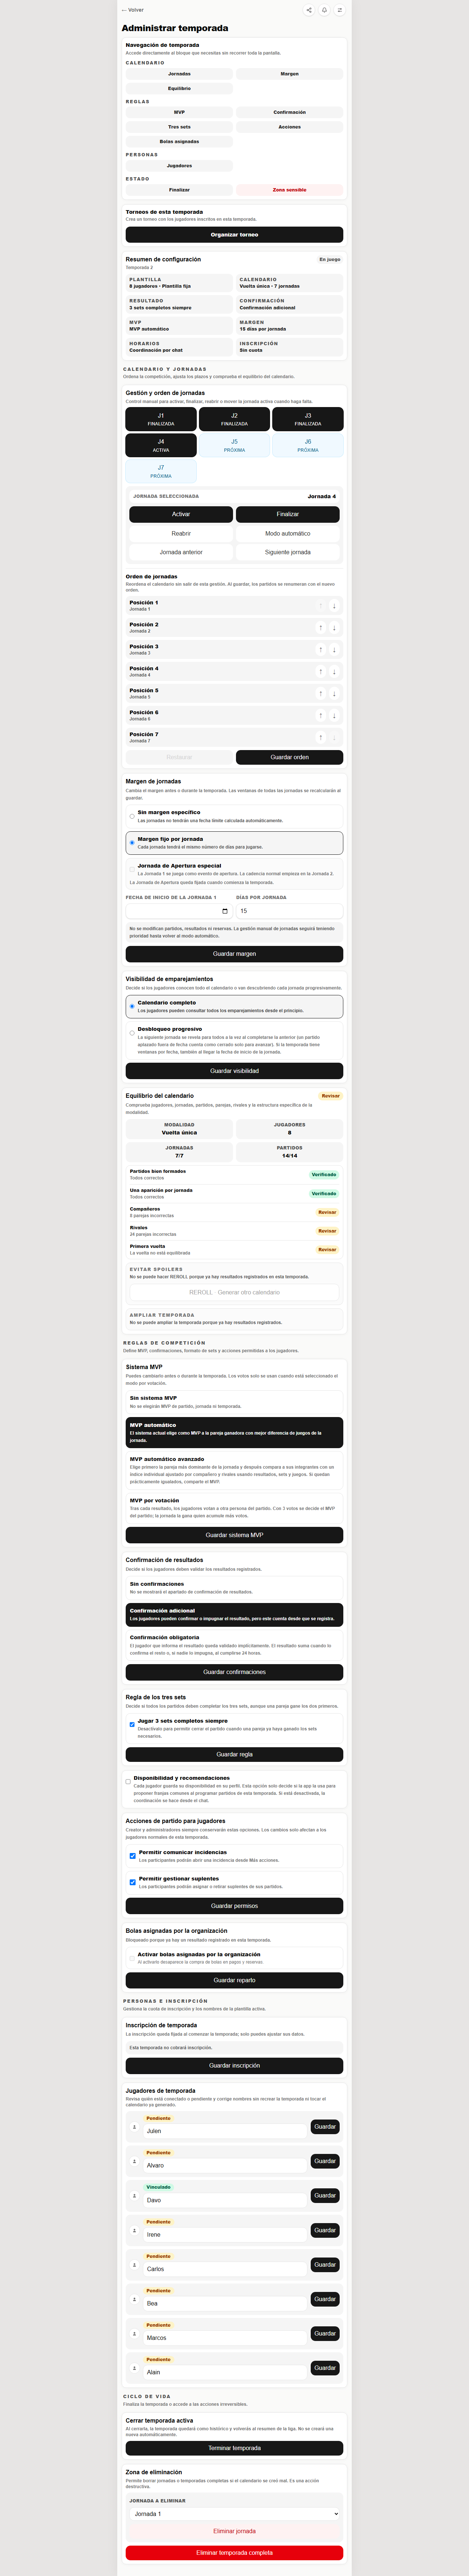 ← Volver
Administrar temporada
Navegación de temporada
Accede directamente al bloque que necesitas sin recorrer toda la pantalla.
CALENDARIO
Jornadas
Margen
Equilibrio
REGLAS
MVP
Confirmación
Tres sets
Acciones
Bolas asignadas
PERSONAS
Jugadores
ESTADO
Finalizar
Zona sensible
Torneos de esta temporada
Crea un torneo con los jugadores inscritos en esta temporada.
Organizar torneo
Resumen de configuración
En juego
Temporada 2
PLANTILLA
8 jugadores · Plantilla fija
CALENDARIO
Vuelta única · 7 jornadas
RESULTADO
3 sets completos siempre
CONFIRMACIÓN
Confirmación adicional
MVP
MVP automático
MARGEN
15 días por jornada
HORARIOS
Coordinación por chat
INSCRIPCIÓN
Sin cuota
CALENDARIO Y JORNADAS
Ordena la competición, ajusta los plazos y comprueba el equilibrio del calendario.
Gestión y orden de jornadas
Control manual para activar, finalizar, reabrir o mover la jornada activa cuando haga falta.
J1
FINALIZADA
J2
FINALIZADA
J3
FINALIZADA
J4
ACTIVA
J5
PRÓXIMA
J6
PRÓXIMA
J7
PRÓXIMA
JORNADA SELECCIONADA
Jornada 4
Activar
Finalizar
Reabrir
Modo automático
Jornada anterior
Siguiente jornada
Orden de jornadas
Reordena el calendario sin salir de esta gestión. Al guardar, los partidos se renumeran con el nuevo
orden.
Posición 1
Jornada 1
↑ ↓
Posición 2
Jornada 2
↑ ↓
Posición 3
Jornada 3
↑ ↓
Posición 4
Jornada 4
↑ ↓
Posición 5
Jornada 5
↑ ↓
Posición 6
Jornada 6
↑ ↓
Posición 7
Jornada 7
↑ ↓
Restaurar
Guardar orden
Margen de jornadas
Cambia el margen antes o durante la temporada. Las ventanas de todas las jornadas se recalcularán al
guardar.
Sin margen específico
Las jornadas no tendrán una fecha límite calculada automáticamente.
Margen fijo por jornada
Cada jornada tendrá el mismo número de días para jugarse.
Jornada de Apertura especial
La Jornada 1 se juega como evento de apertura. La cadencia normal empieza en la Jornada 2.
La Jornada de Apertura queda fijada cuando comienza la temporada.
FECHA DE INICIO DE LA JORNADA 1
DÍAS POR JORNADA
15
No se modifican partidos, resultados ni reservas. La gestión manual de jornadas seguirá teniendo
prioridad hasta volver al modo automático.
Guardar margen
Visibilidad de emparejamientos
Decide si los jugadores conocen todo el calendario o van descubriendo cada jornada progresivamente.
Calendario completo
Los jugadores pueden consultar todos los emparejamientos desde el principio.
Desbloqueo progresivo
La siguiente jornada se revela para todos a la vez al completarse la anterior (un partido
aplazado fuera de fecha cuenta como cerrado solo para avanzar). Si la temporada tiene
ventanas por fecha, también al llegar la fecha de inicio de la jornada.
Guardar visibilidad
Equilibrio del calendario
Revisar
Comprueba jornadas, partidos, parejas, rivales y la estructura específica de la
modalidad.
MODALIDAD
Vuelta única
JUGADORES
8
JORNADAS
7/7
PARTIDOS
14/14
Partidos bien formados
Todos correctos
Verificado
Una aparición por jornada
Todos correctos
Verificado
Compañeros
8 parejas incorrectas
Revisar
Rivales
24 parejas incorrectas
Revisar
Primera vuelta
La vuelta no está equilibrada
Revisar
EVITAR SPOILERS
No se puede hacer REROLL porque ya hay resultados registrados en esta temporada.
REROLL · Generar otro calendario
AMPLIAR TEMPORADA
No se puede ampliar la temporada porque ya hay resultados registrados.
REGLAS DE COMPETICIÓN
Define MVP, confirmaciones, formato de sets y acciones permitidas a los jugadores.
Sistema MVP
Puedes cambiarlo antes o durante la temporada. Los votos solo se usan cuando está seleccionado el
modo por votación.
Sin sistema MVP
No se elegirán MVP de partido, jornada ni temporada.
MVP automático
El sistema actual elige como MVP a la pareja ganadora con mejor diferencia de juegos de la
jornada.
MVP automático avanzado
Elige primero la pareja más dominante de la jornada y después compara a sus integrantes con un
índice individual ajustado por compañero y rivales usando resultados, sets y juegos. Si quedan
prácticamente igualados, comparte el MVP.
MVP por votación
Tras cada resultado, los jugadores votan a otra persona del partido. Con 3 votos se decide el MVP
del partido; la jornada la gana quien acumule más votos.
Guardar sistema MVP
Confirmación de resultados
Decide si los jugadores deben validar los resultados registrados.
Sin confirmaciones
No se mostrará el apartado de confirmación de resultados.
Confirmación adicional
Los jugadores pueden confirmar o impugnar el resultado, pero este cuenta desde que se registra.
Confirmación obligatoria
El jugador que informa el resultado queda validado implícitamente. El resultado suma cuando lo
confirma el resto o, si nadie lo impugna, al cumplirse 24 horas.
Guardar confirmaciones
Regla de los tres sets
Decide si todos los partidos deben completar los tres sets, aunque una pareja gane los dos primeros.
Jugar 3 sets completos siempre
Desactívalo para permitir cerrar el partido cuando una pareja ya haya ganado los sets
necesarios.
Guardar regla
Disponibilidad y recomendaciones
Cada jugador guarda su disponibilidad en su perfil. Esta opción solo decide si la app la usa para
proponer franjas comunes al programar partidos de esta temporada. Si está desactivada, la
coordinación se hace desde el chat.
Acciones de partido para jugadores
Creador y administradores siempre conservarán estas opciones. Los cambios solo afectan a los
jugadores normales de esta temporada.
Permitir comunicar incidencias
Los participantes podrán abrir una incidencia desde Más acciones.
Permitir gestionar suplentes
Los participantes podrán asignar o retirar suplentes de sus partidos.
Guardar permisos
Bolas asignadas por la organización
Bloqueado porque ya hay un resultado registrado en esta temporada.
Activar bolas asignadas por la organización
Al activarlo desaparece la compra de bolas en pagos y reservas.
Guardar reparto
PERSONAS E INSCRIPCIÓN
Gestiona la cuota de inscripción y los nombres de la plantilla activa.
Inscripción de temporada
La inscripción queda fijada al comenzar la temporada; solo puedes ajustar sus datos.
Esta temporada no cobrará inscripción.
Guardar inscripción
Jugadores de temporada
Revisa quién está conectado o pendiente y corrige nombres sin recrear la temporada ni tocar el
calendario ya generado.
Pendiente
Julen
Guardar
Pendiente
Alvaro
Guardar
Vinculado
Davo
Guardar
Pendiente
Irene
Guardar
Pendiente
Carlos
Guardar
Pendiente
Bea
Guardar
Pendiente
Marcos
Guardar
Pendiente
Alain
Guardar
CICLO DE VIDA
Finaliza la temporada o accede a las acciones irreversibles.
Cerrar temporada activa
Al cerrarla, la temporada quedará como histórico y volverás al resumen de la liga. No se creará una
nueva automáticamente.
Terminar temporada
Zona de eliminación
Permite borrar jornadas o temporadas completas si el calendario se creó mal. Es una acción
destructiva.
JORNADA A ELIMINAR
Jornada 1
Eliminar jornada
Eliminar temporada completa